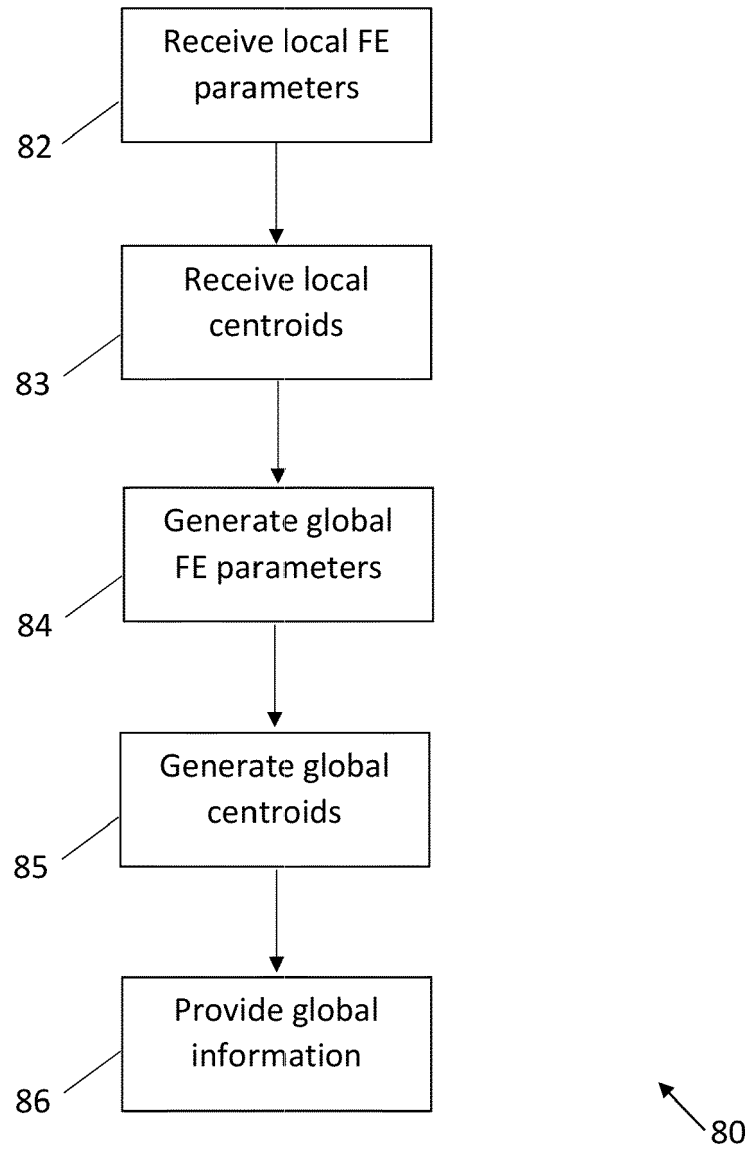 Receive local FE
parameters
82
Receive local
centroids
83
Generate global
FE parameters
84
Generate global
centroids
85
Provide global
information
86
80